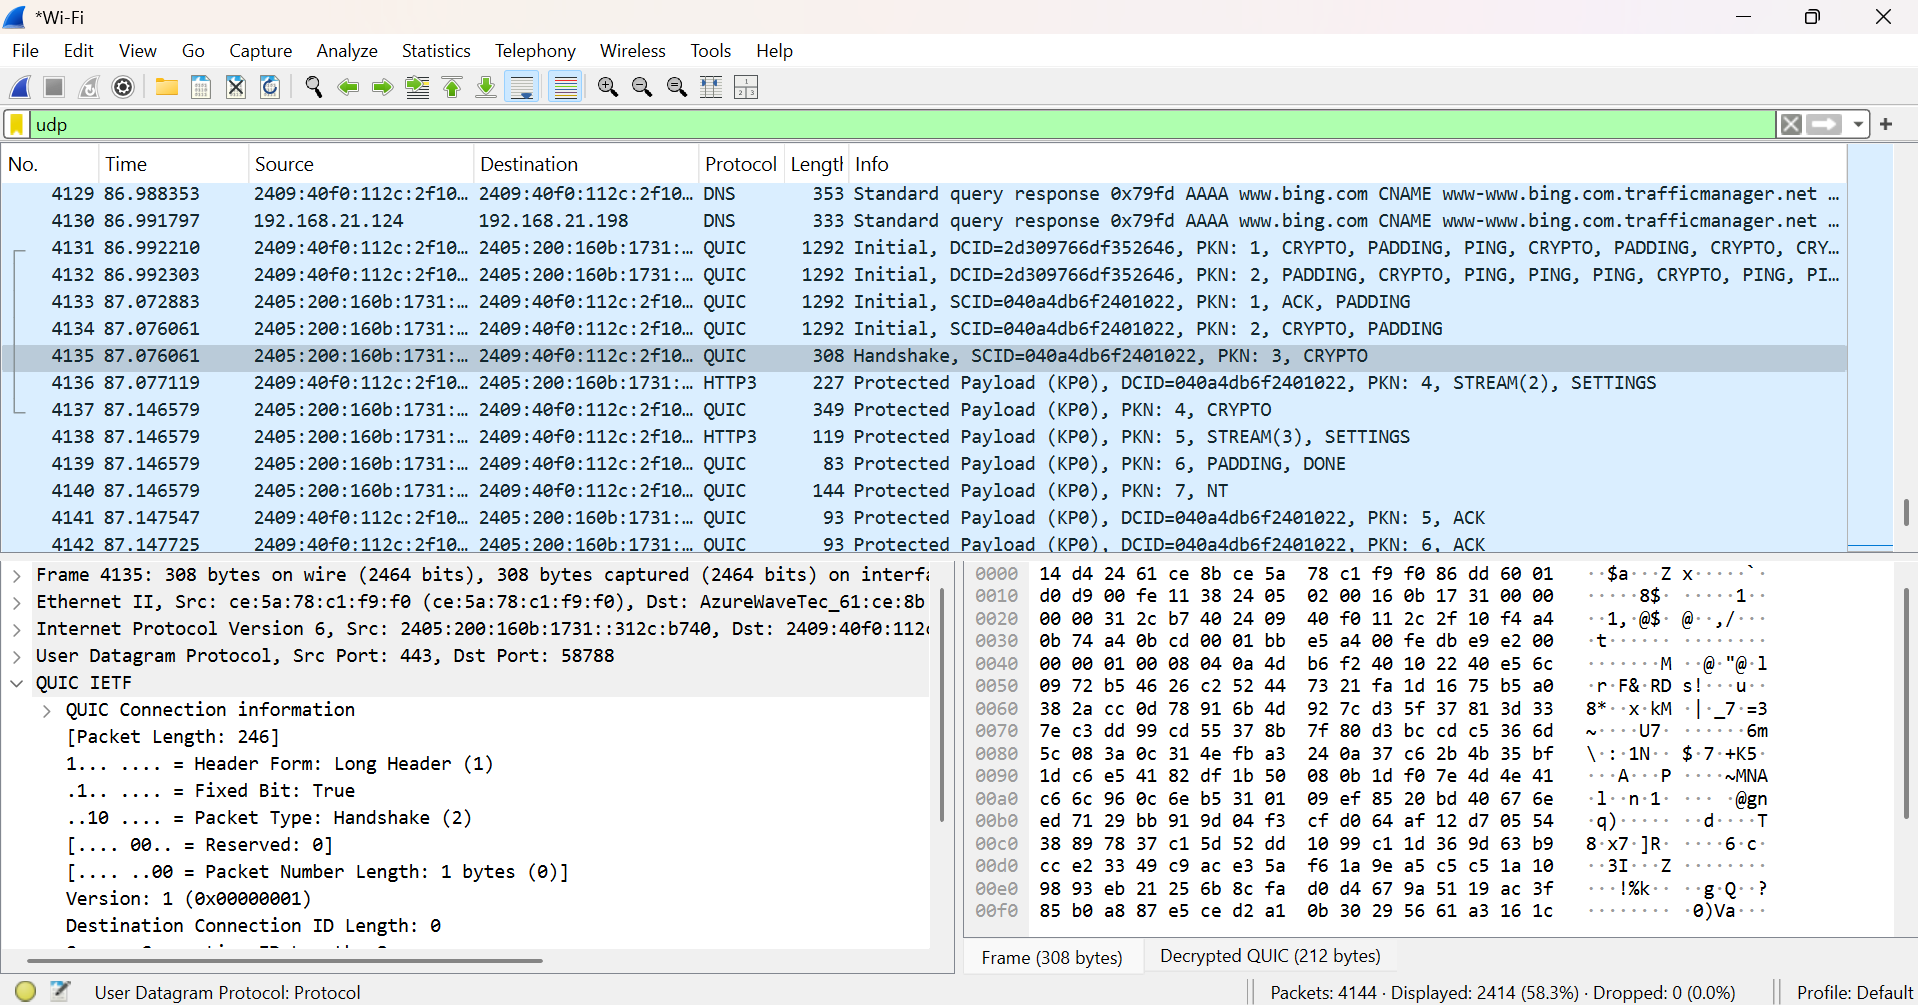 *Wi-Fi
File Edit View Go Capture Analyze Statistics Telephony Wireless Tools Help
udp
No. Time Source Destination Protocol Length Info
4129 86.988353 2409:40f0:112c:2f10… 2409:40f0:112c:2f10… DNS 353 Standard query response 0x79fd AAAA www.bing.com CNAME www-www.bing.com.trafficmanager.net …
4130 86.991797 192.168.21.124 192.168.21.198 DNS 333 Standard query response 0x79fd AAAA www.bing.com CNAME www-www.bing.com.trafficmanager.net …
4131 86.992210 2409:40f0:112c:2f10… 2405:200:160b:1731:… QUIC 1292 Initial, DCID=2d309766df352646, PKN: 1, CRYPTO, PADDING, PING, CRYPTO, PADDING, CRYPTO, CRY…
4132 86.992303 2409:40f0:112c:2f10… 2405:200:160b:1731:… QUIC 1292 Initial, DCID=2d309766df352646, PKN: 2, PADDING, CRYPTO, PING, PING, PING, CRYPTO, PING, PI…
4133 87.072883 2405:200:160b:1731:… 2409:40f0:112c:2f10… QUIC 1292 Initial, SCID=040a4db6f2401022, PKN: 1, ACK, PADDING
4134 87.076061 2405:200:160b:1731:… 2409:40f0:112c:2f10… QUIC 1292 Initial, SCID=040a4db6f2401022, PKN: 2, CRYPTO, PADDING
4135 87.076061 2405:200:160b:1731:… 2409:40f0:112c:2f10… QUIC 308 Handshake, SCID=040a4db6f2401022, PKN: 3, CRYPTO
4136 87.077119 2409:40f0:112c:2f10… 2405:200:160b:1731:… HTTP3 227 Protected Payload (KP0), DCID=040a4db6f2401022, PKN: 4, STREAM(2), SETTINGS
4137 87.146579 2405:200:160b:1731:… 2409:40f0:112c:2f10… QUIC 349 Protected Payload (KP0), PKN: 4, CRYPTO
4138 87.146579 2405:200:160b:1731:… 2409:40f0:112c:2f10… HTTP3 119 Protected Payload (KP0), PKN: 5, STREAM(3), SETTINGS
4139 87.146579 2405:200:160b:1731:… 2409:40f0:112c:2f10… QUIC 83 Protected Payload (KP0), PKN: 6, PADDING, DONE
4140 87.146579 2405:200:160b:1731:… 2409:40f0:112c:2f10… QUIC 144 Protected Payload (KP0), PKN: 7, NT
4141 87.147547 2409:40f0:112c:2f10… 2405:200:160b:1731:… QUIC 93 Protected Payload (KP0), DCID=040a4db6f2401022, PKN: 5, ACK
4142 87.147725 2409:40f0:112c:2f10… 2405:200:160b:1731:… QUIC 93 Protected Payload (KP0), DCID=040a4db6f2401022, PKN: 6, ACK
Frame 4135: 308 bytes on wire (2464 bits), 308 bytes captured (2464 bits) on interfa
Ethernet II, Src: ce:5a:78:c1:f9:f0 (ce:5a:78:c1:f9:f0), Dst: AzureWaveTec_61:ce:8b
Internet Protocol Version 6, Src: 2405:200:160b:1731::312c:b740, Dst: 2409:40f0:112c
User Datagram Protocol, Src Port: 443, Dst Port: 58788
QUIC IETF
QUIC Connection information
[Packet Length: 246]
1... .... = Header Form: Long Header (1)
.1.. .... = Fixed Bit: True
..10 .... = Packet Type: Handshake (2)
[.... 00.. = Reserved: 0]
[.... ..00 = Packet Number Length: 1 bytes (0)]
Version: 1 (0x00000001)
Destination Connection ID Length: 0
0000 14 d4 24 61 ce 8b ce 5a 78 c1 f9 f0 86 dd 60 01 ··$a···Z x·····`·
0010 d0 d9 00 fe 11 38 24 05 02 00 16 0b 17 31 00 00 ·····8$· ·····1··
0020 00 00 31 2c b7 40 24 09 40 f0 11 2c 2f 10 f4 a4 ··1,·@$· @··,/···
0030 0b 74 a4 0b cd 00 01 bb e5 a4 00 fe db e9 e2 00 ·t······ ········
0040 00 00 01 00 08 04 0a 4d b6 f2 40 10 22 40 e5 6c ·······M ··@·"@·l
0050 09 72 b5 46 26 c2 52 44 73 21 fa 1d 16 75 b5 a0 ·r·F&·RD s!···u··
0060 38 2a cc 0d 78 91 6b 4d 92 7c d3 5f 37 81 3d 33 8*··x·kM ·|·_7·=3
0070 7e c3 dd 99 cd 55 37 8b 7f 80 d3 bc cd c5 36 6d ~····U7· ······6m
0080 5c 08 3a 0c 31 4e fb a3 24 0a 37 c6 2b 4b 35 bf \·:·1N·· $·7·+K5·
0090 1d c6 e5 41 82 df 1b 50 08 0b 1d f0 7e 4d 4e 41 ···A···P ····~MNA
00a0 c6 6c 96 0c 6e b5 31 01 09 ef 85 20 bd 40 67 6e ·l··n·1· ··· ·@gn
00b0 ed 71 29 bb 91 9d 04 f3 cf d0 64 af 12 d7 05 54 ·q)····· ··d····T
00c0 38 89 78 37 c1 5d 52 dd 10 99 c1 1d 36 9d 63 b9 8·x7·]R· ····6·c·
00d0 cc e2 33 49 c9 ac e3 5a f6 1a 9e a5 c5 c5 1a 10 ··3I···Z ········
00e0 98 93 eb 21 25 6b 8c fa d0 d4 67 9a 51 19 ac 3f ···!%k·· ··g·Q··?
00f0 85 b0 a8 87 e5 ce d2 a1 0b 30 29 56 61 a3 16 1c ········ ·0)Va···
Frame (308 bytes) Decrypted QUIC (212 bytes)
User Datagram Protocol: Protocol Packets: 4144 · Displayed: 2414 (58.3%) · Dropped: 0 (0.0%) Profile: Default